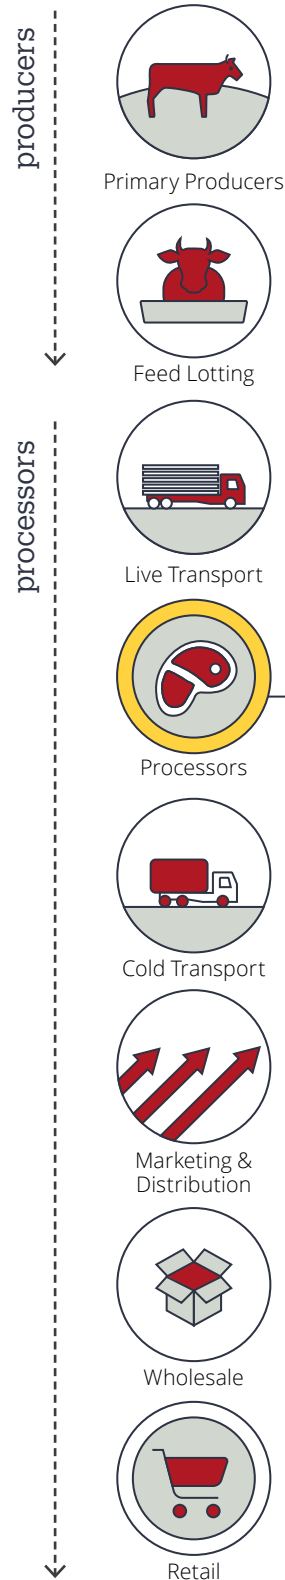 producers
Primary Producers
Feed Lotting
processors
Live Transport
Processors
Cold Transport
Marketing &
Distribution
Wholesale
Retail